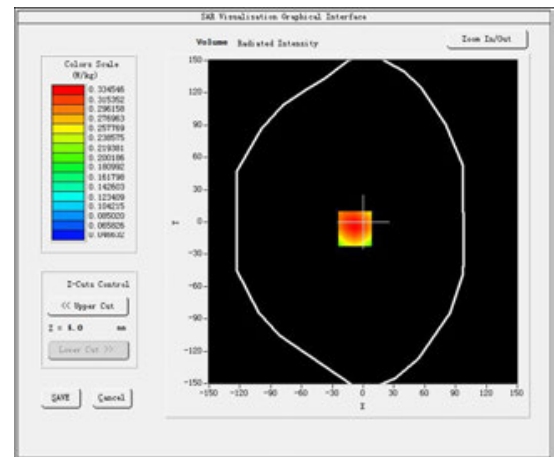 SAR Visualisation Graphical Interface
Volume Radiated Intensity
Zoom In/Out
Colors Scale
(W/kg)
0.334546
0.315352
0.296158
0.276963
0.257769
0.238575
0.219381
0.200186
0.180992
0.161798
0.142603
0.123409
0.104215
0.085020
0.065826
0.046632
150
120
90
60
30
0
-30
-60
-90
-120
-150
Y
-150 -120 -90 -60 -30 0 30 60 90 120 150
X
Z-Cuts Control
<< Upper Cut
Z = 4.0 mm
Lower Cut >>
SAVE
Cancel